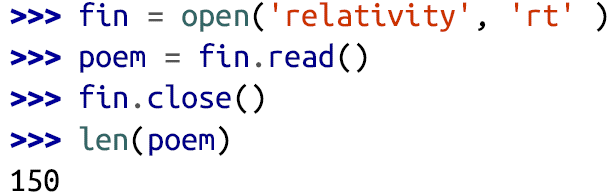 >>> fin = open('relativity', 'rt' )
>>> poem = fin.read()
>>> fin.close()
>>> len(poem)
150